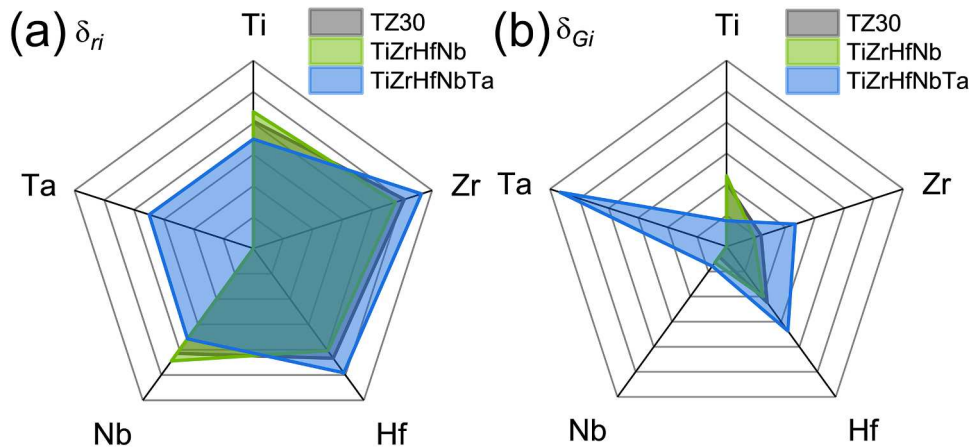 (a) δri
Ti
TZ30
TiZrHfNb
TiZrHfNbTa
Ta
Zr
Nb
Hf
(b) δGi
Ti
TZ30
TiZrHfNb
TiZrHfNbTa
Ta
Zr
Nb
Hf